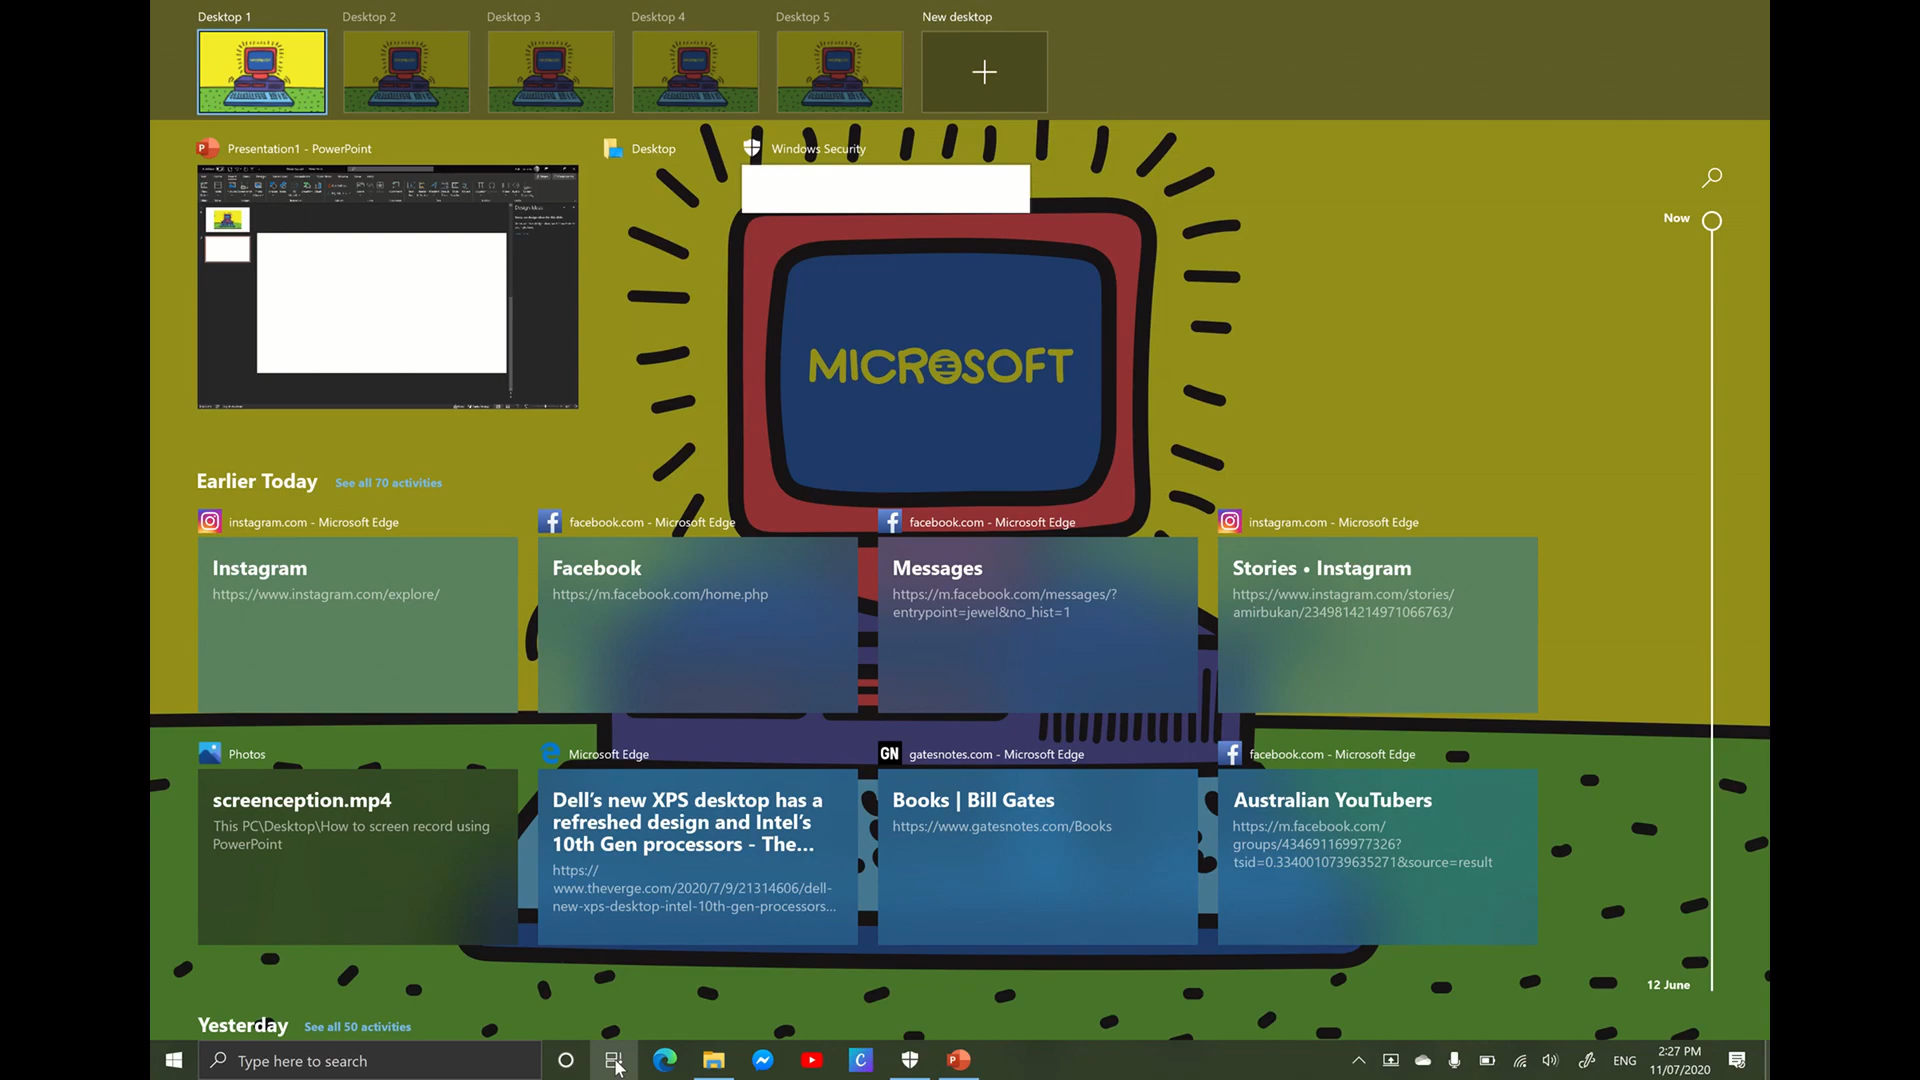 Desktop 1
Desktop 2
Desktop 3
Desktop 4
Desktop 5
New desktop
Presentation1 - PowerPoint
Desktop
Windows Security
Now
MICROSOFT
Earlier Today
See all 70 activities
instagram.com - Microsoft Edge
facebook.com - Microsoft Edge
facebook.com - Microsoft Edge
instagram.com - Microsoft Edge
Instagram
https://www.instagram.com/explore/
Facebook
https://m.facebook.com/home.php
Messages
https://m.facebook.com/messages/?
entrypoint=jewel&no_hist=1
Stories • Instagram
https://www.instagram.com/stories/
amirbukan/2349814214971066763/
Photos
Microsoft Edge
GN
gatesnotes.com - Microsoft Edge
facebook.com - Microsoft Edge
screenception.mp4
This PC\Desktop\How to screen record using
PowerPoint
Dell's new XPS desktop has a
refreshed design and Intel's
10th Gen processors - The...
https://
www.theverge.com/2020/7/9/21314606/dell-
new-xps-desktop-intel-10th-gen-processors...
Books | Bill Gates
https://www.gatesnotes.com/Books
Australian YouTubers
https://m.facebook.com/
groups/434691169977326?
tsid=0.3340010739635271&source=result
12 June
Yesterday
See all 50 activities
Type here to search
ENG
2:27 PM
11/07/2020